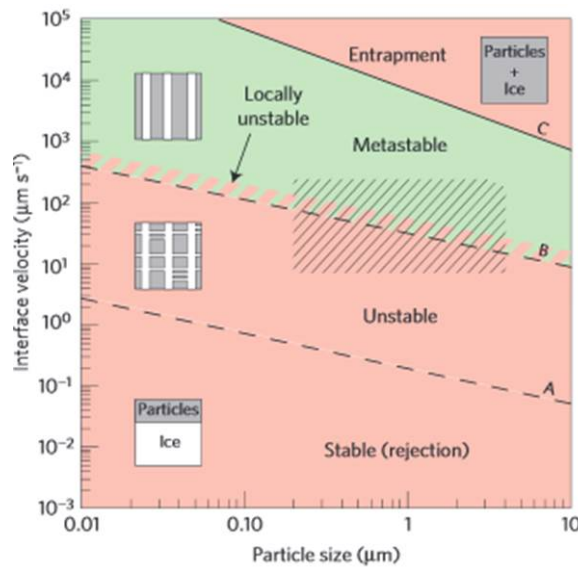 10⁵
Entrapment
Particles
+
Ice
10⁴
Locally
unstable
10³
Metastable
C
10²
B
10¹
Unstable
10⁰
A
10⁻¹
Particles
Ice
10⁻²
Stable (rejection)
10⁻³
0.01
0.10
1
10
Particle size (μm)
Interface velocity (μm s⁻¹)